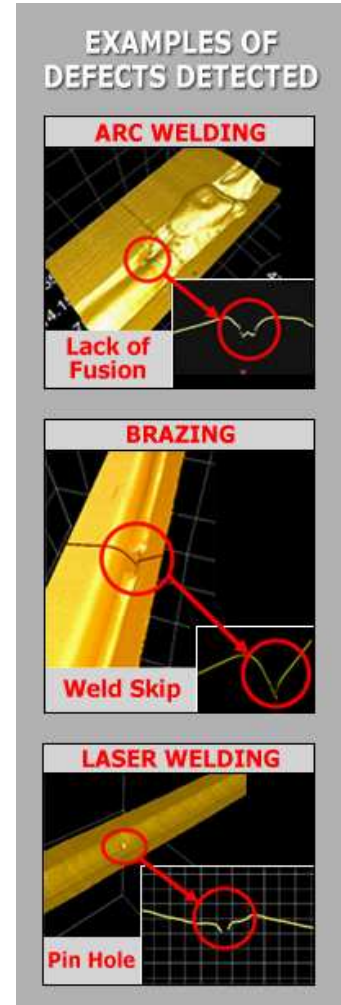 EXAMPLES OF
DEFECTS DETECTED
ARC WELDING
Lack of
Fusion
BRAZING
Weld Skip
LASER WELDING
Pin Hole